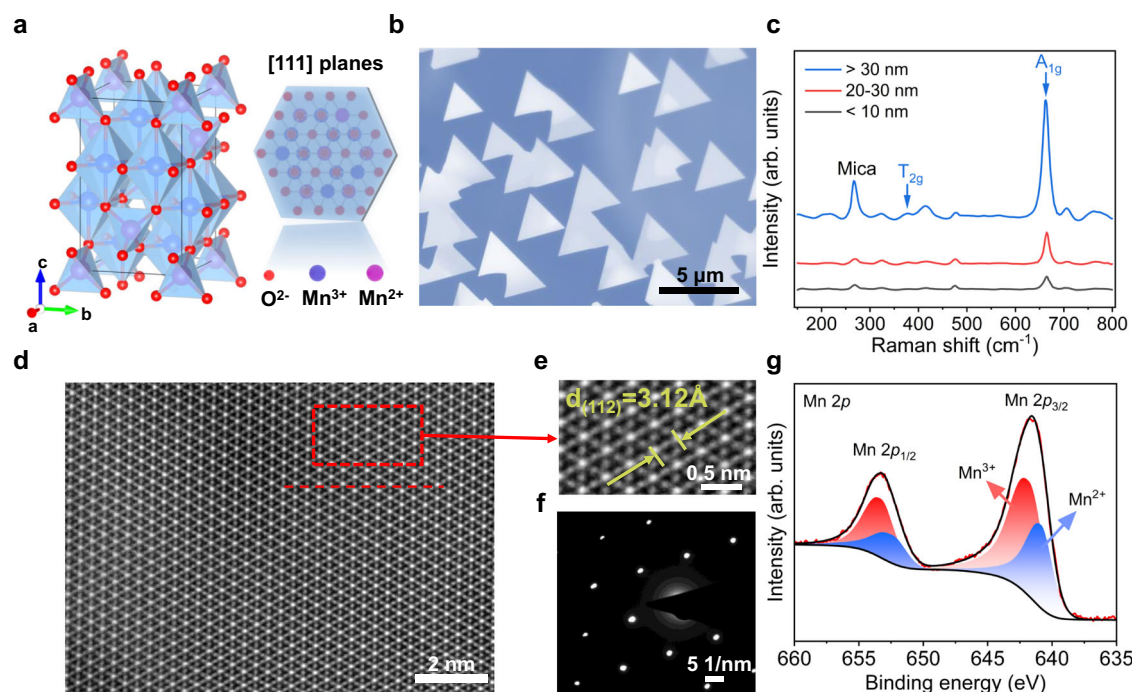 a
[111] planes
c
b
a
O²⁻ Mn³⁺ Mn²⁺
b
5 μm
c
Intensity (arb. units)
> 30 nm
20-30 nm
< 10 nm
A1g
Mica
T2g
200 300 400 500 600 700 800
Raman shift (cm⁻¹)
d
2 nm
e
d(112)=3.12Å
0.5 nm
f
5 1/nm
g
Intensity (arb. units)
Mn 2p
Mn 2p3/2
Mn 2p1/2
Mn³⁺
Mn²⁺
660 655 650 645 640 635
Binding energy (eV)